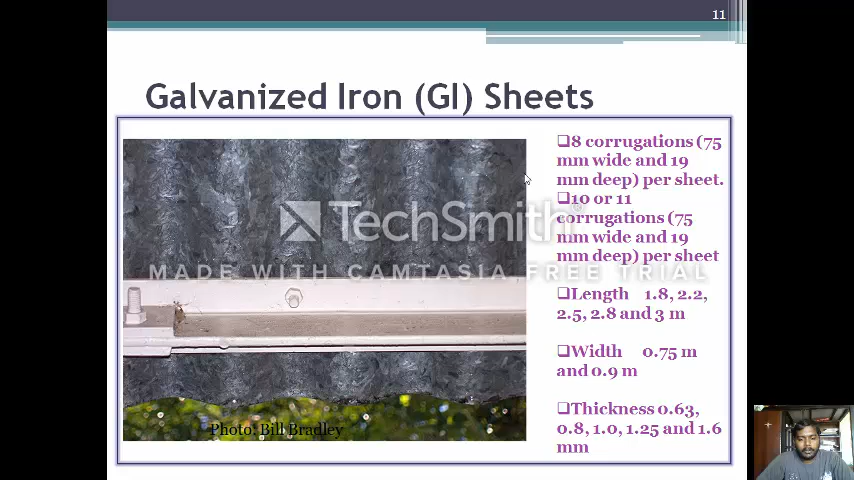 11
Galvanized Iron (GI) Sheets
❑8 corrugations (75
mm wide and 19
mm deep) per sheet.
❑10 or 11
corrugations (75
mm wide and 19
mm deep) per sheet
❑Length 1.8, 2.2,
2.5, 2.8 and 3 m
❑Width 0.75 m
and 0.9 m
❑Thickness 0.63,
0.8, 1.0, 1.25 and 1.6
mm
TechSmith®
MADE WITH CAMTASIA FREE TRIAL
Photo: Bill Bradley